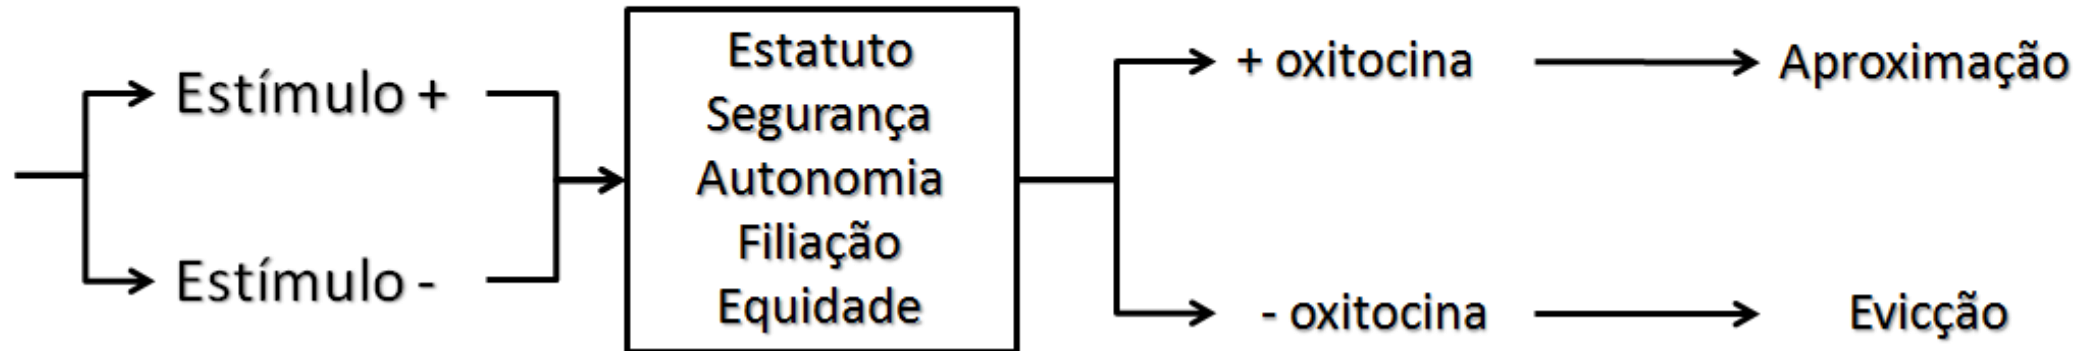 Estímulo +
Estímulo -
Estatuto
Segurança
Autonomia
Filiação
Equidade
+ oxitocina
Aproximação
- oxitocina
Evicção